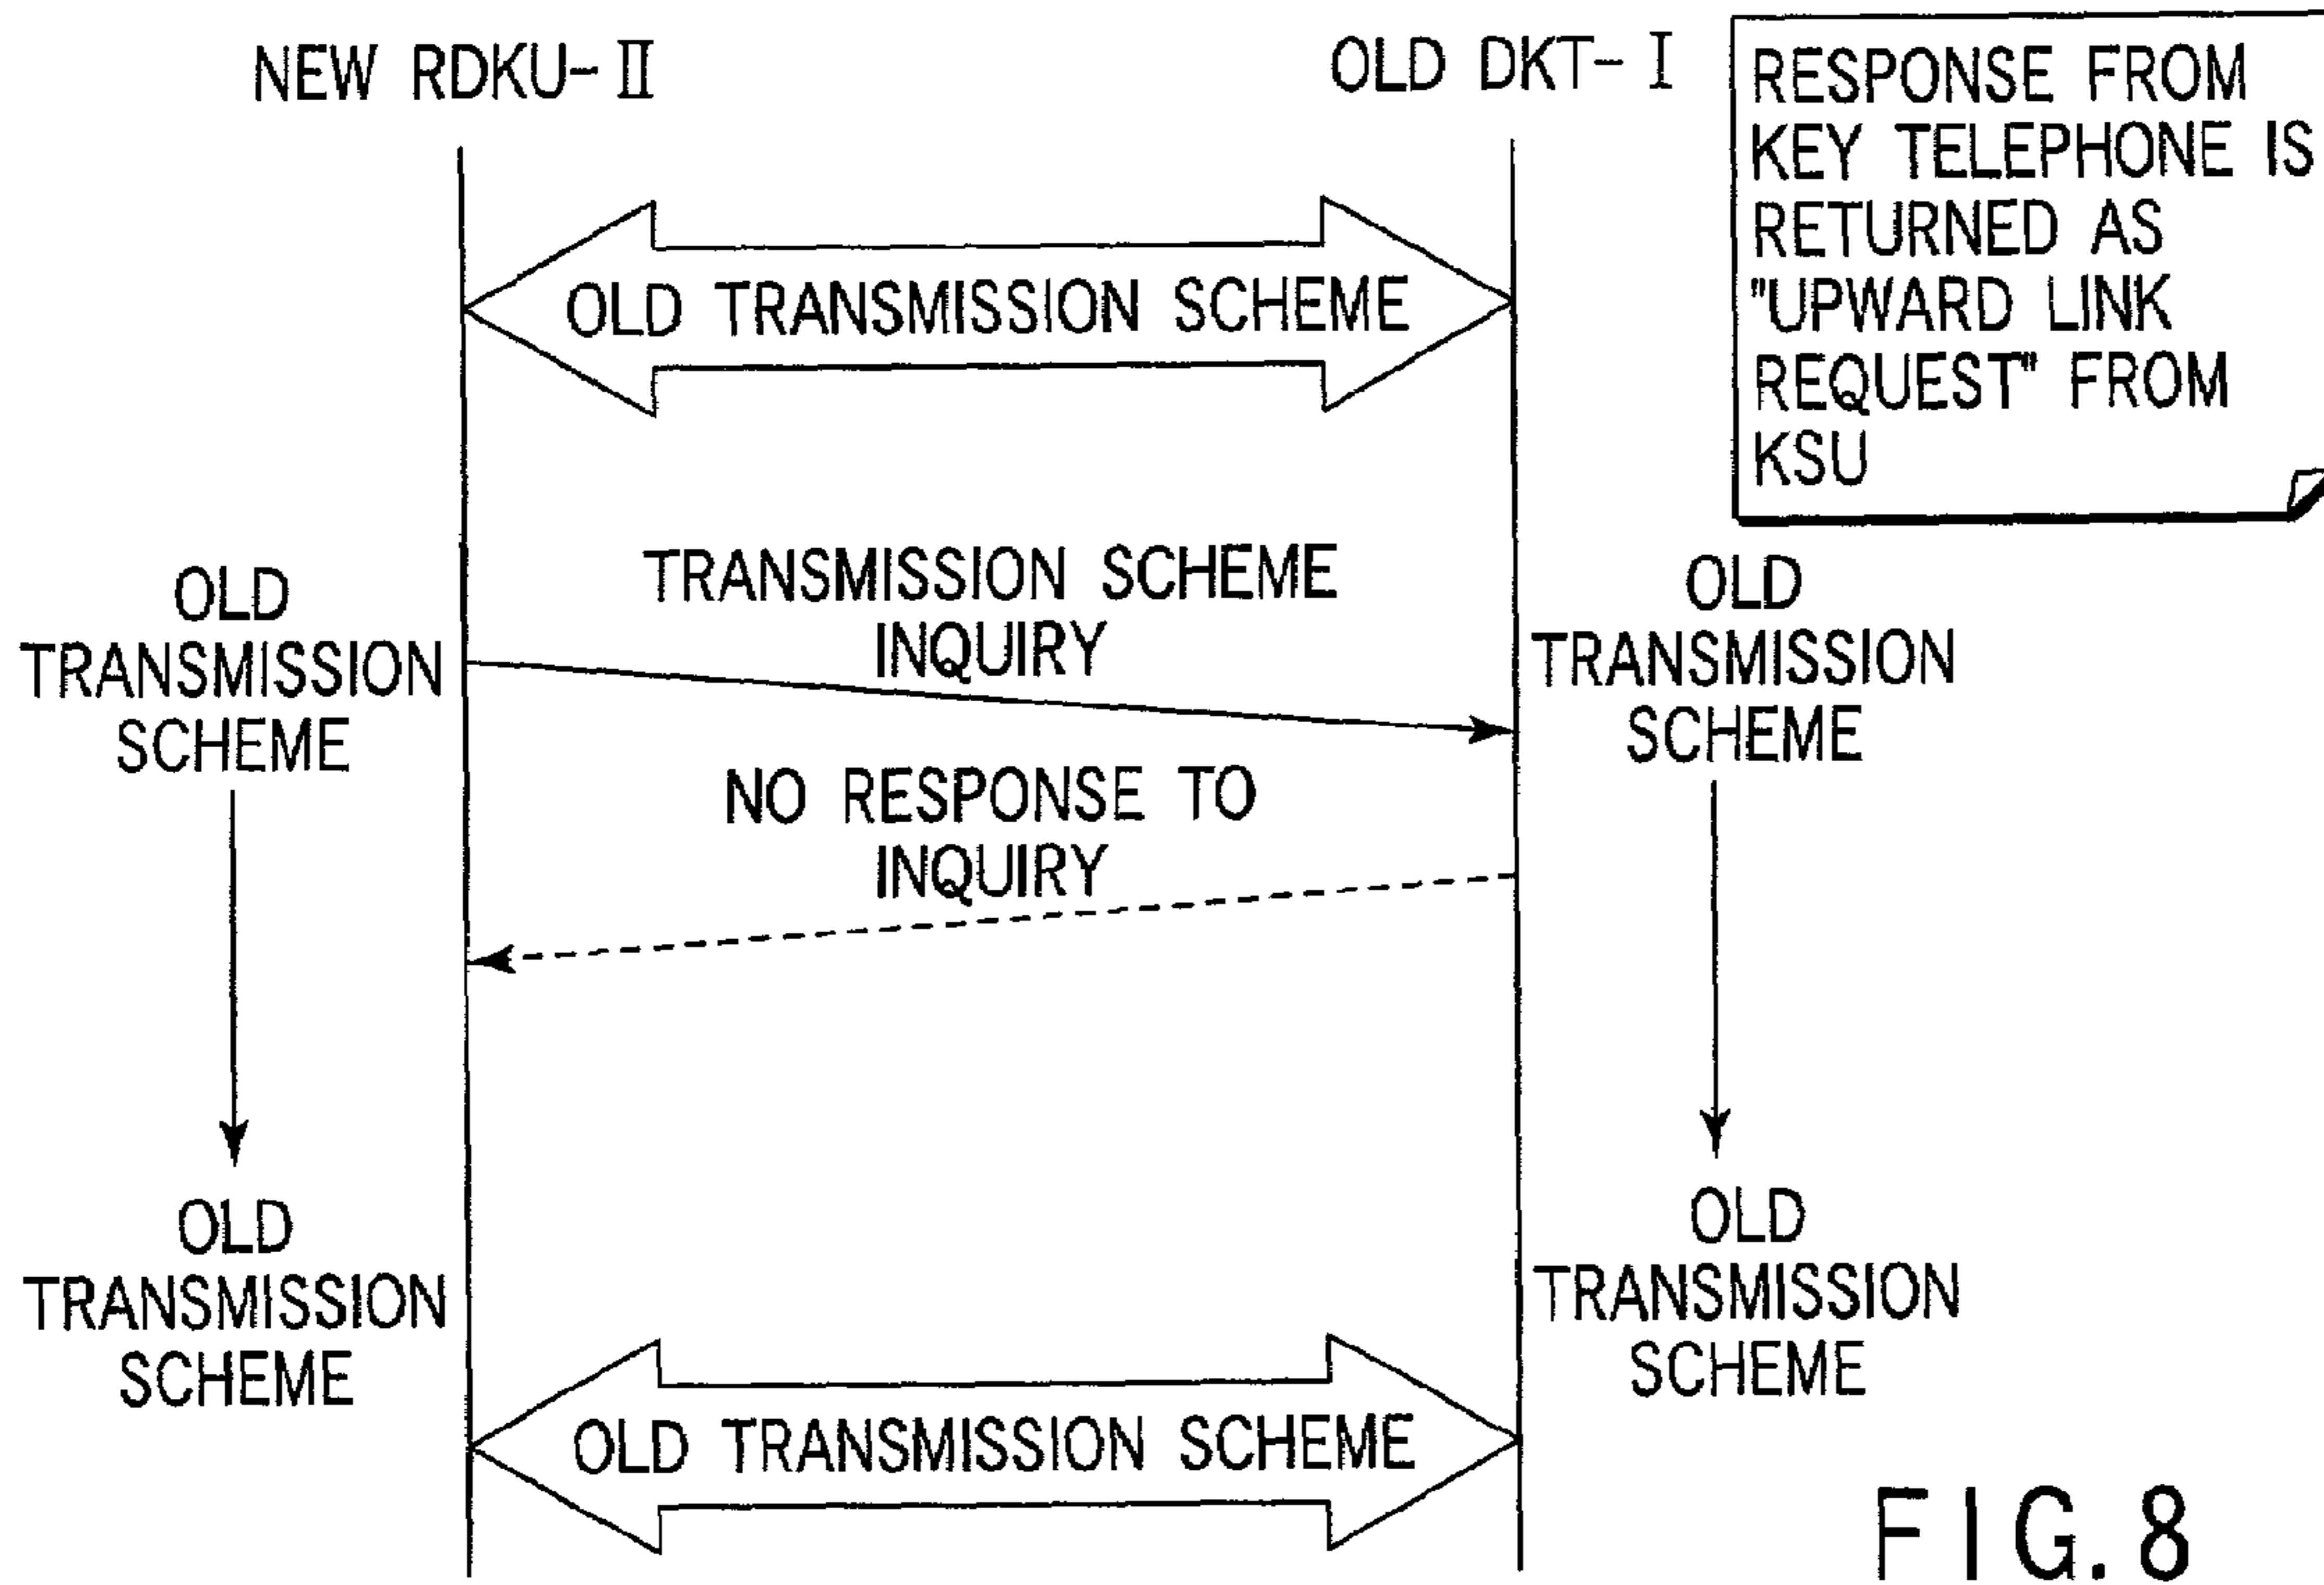 NEW RDKU-II
OLD DKT-I
RESPONSE FROM
KEY TELEPHONE IS
RETURNED AS
"UPWARD LINK
REQUEST" FROM
KSU
OLD TRANSMISSION SCHEME
TRANSMISSION SCHEME
INQUIRY
OLD
TRANSMISSION
SCHEME
OLD
TRANSMISSION
SCHEME
NO RESPONSE TO
INQUIRY
OLD
TRANSMISSION
SCHEME
OLD
TRANSMISSION
SCHEME
OLD TRANSMISSION SCHEME
FIG. 8